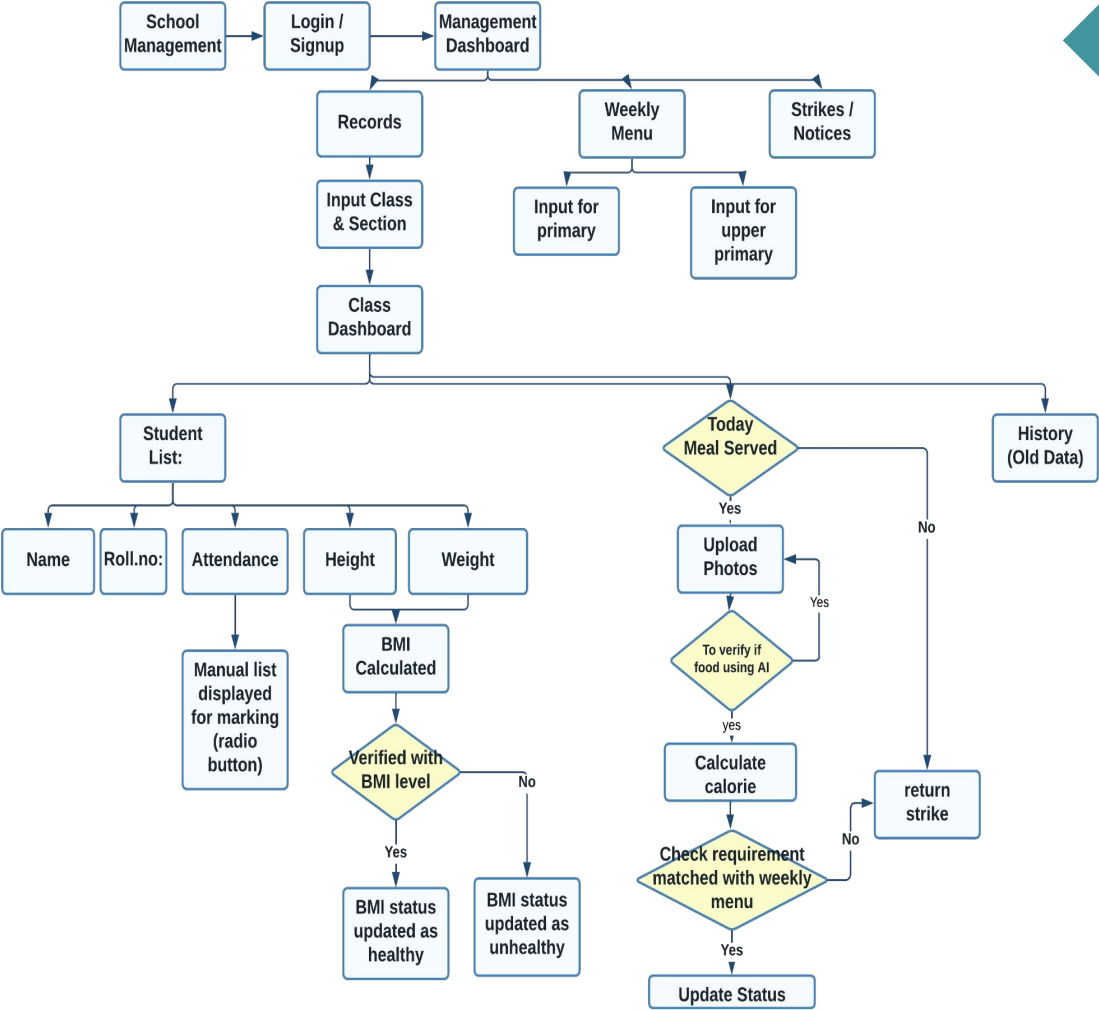 School
Management
Login /
Signup
Management
Dashboard
Records
Weekly
Menu
Strikes /
Notices
Input Class
& Section
Input for
primary
Input for
upper
primary
Class
Dashboard
Student
List:
Today
Meal Served
History
(Old Data)
Yes
No
Name
Roll.no:
Attendance
Height
Weight
Upload
Photos
Yes
BMI
Calculated
To verify if
food using AI
Manual list
displayed
for marking
(radio
button)
yes
Verified with
BMI level
No
Calculate
calorie
return
strike
No
Yes
Check requirement
matched with weekly
menu
BMI status
updated as
healthy
BMI status
updated as
unhealthy
Yes
Update Status